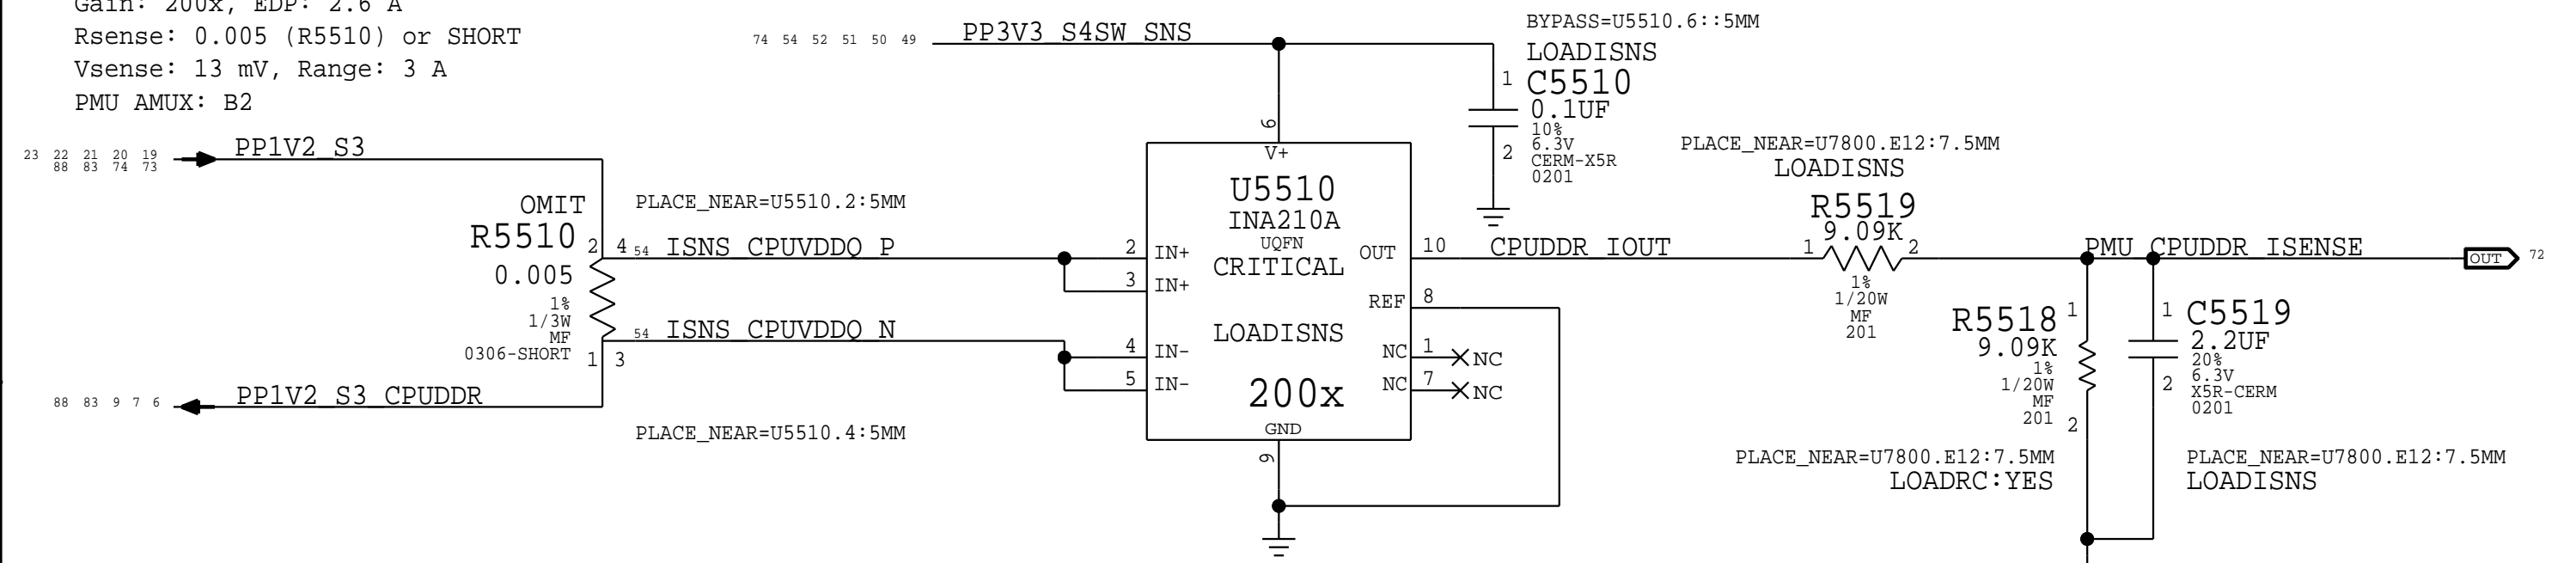 Gain: 200x, EDP: 2.6 A
Rsense: 0.005 (R5510) or SHORT
Vsense: 13 mV, Range: 3 A
PMU AMUX: B2
23 22 21 20 19
88 83 74 73
PP1V2_S3
OMIT
R5510
0.005
1%
1/3W
MF
0306-SHORT
2 4
1 3
88 83 9 7 6
PP1V2_S3_CPUDDR
PLACE_NEAR=U5510.2:5MM
54 ISNS_CPUVDDQ_P
54 ISNS_CPUVDDQ_N
PLACE_NEAR=U5510.4:5MM
74 54 52 51 50 49
PP3V3_S4SW_SNS
6
V+
U5510
INA210A
UQFN
CRITICAL
LOADISNS
200x
2 IN+
3 IN+
4 IN-
5 IN-
OUT 10
REF 8
NC 1 NC
NC 7 NC
GND
9
BYPASS=U5510.6::5MM
LOADISNS
1
C5510
0.1UF
10%
6.3V
2
CERM-X5R
0201
CPUDDR_IOUT
PLACE_NEAR=U7800.E12:7.5MM
LOADISNS
R5519
9.09K
1 2
1%
1/20W
MF
201
PMU_CPUDDR_ISENSE
OUT 72
R5518
1
9.09K
1%
1/20W
MF
201
2
PLACE_NEAR=U7800.E12:7.5MM
LOADRC:YES
1
C5519
2.2UF
20%
6.3V
2
X5R-CERM
0201
PLACE_NEAR=U7800.E12:7.5MM
LOADISNS